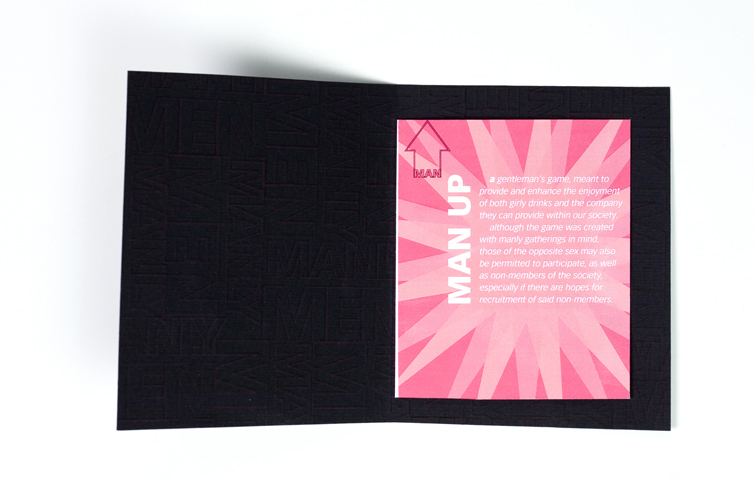 MAN
MAN UP
a gentleman's game, meant to
provide and enhance the enjoyment
of both girly drinks and the company
they can provide within our society.
although the game was created
with manly gatherings in mind,
those of the opposite sex may also
be permitted to participate, as well
as non-members of the society,
especially if there are hopes for
recruitment of said non-members.
MEN